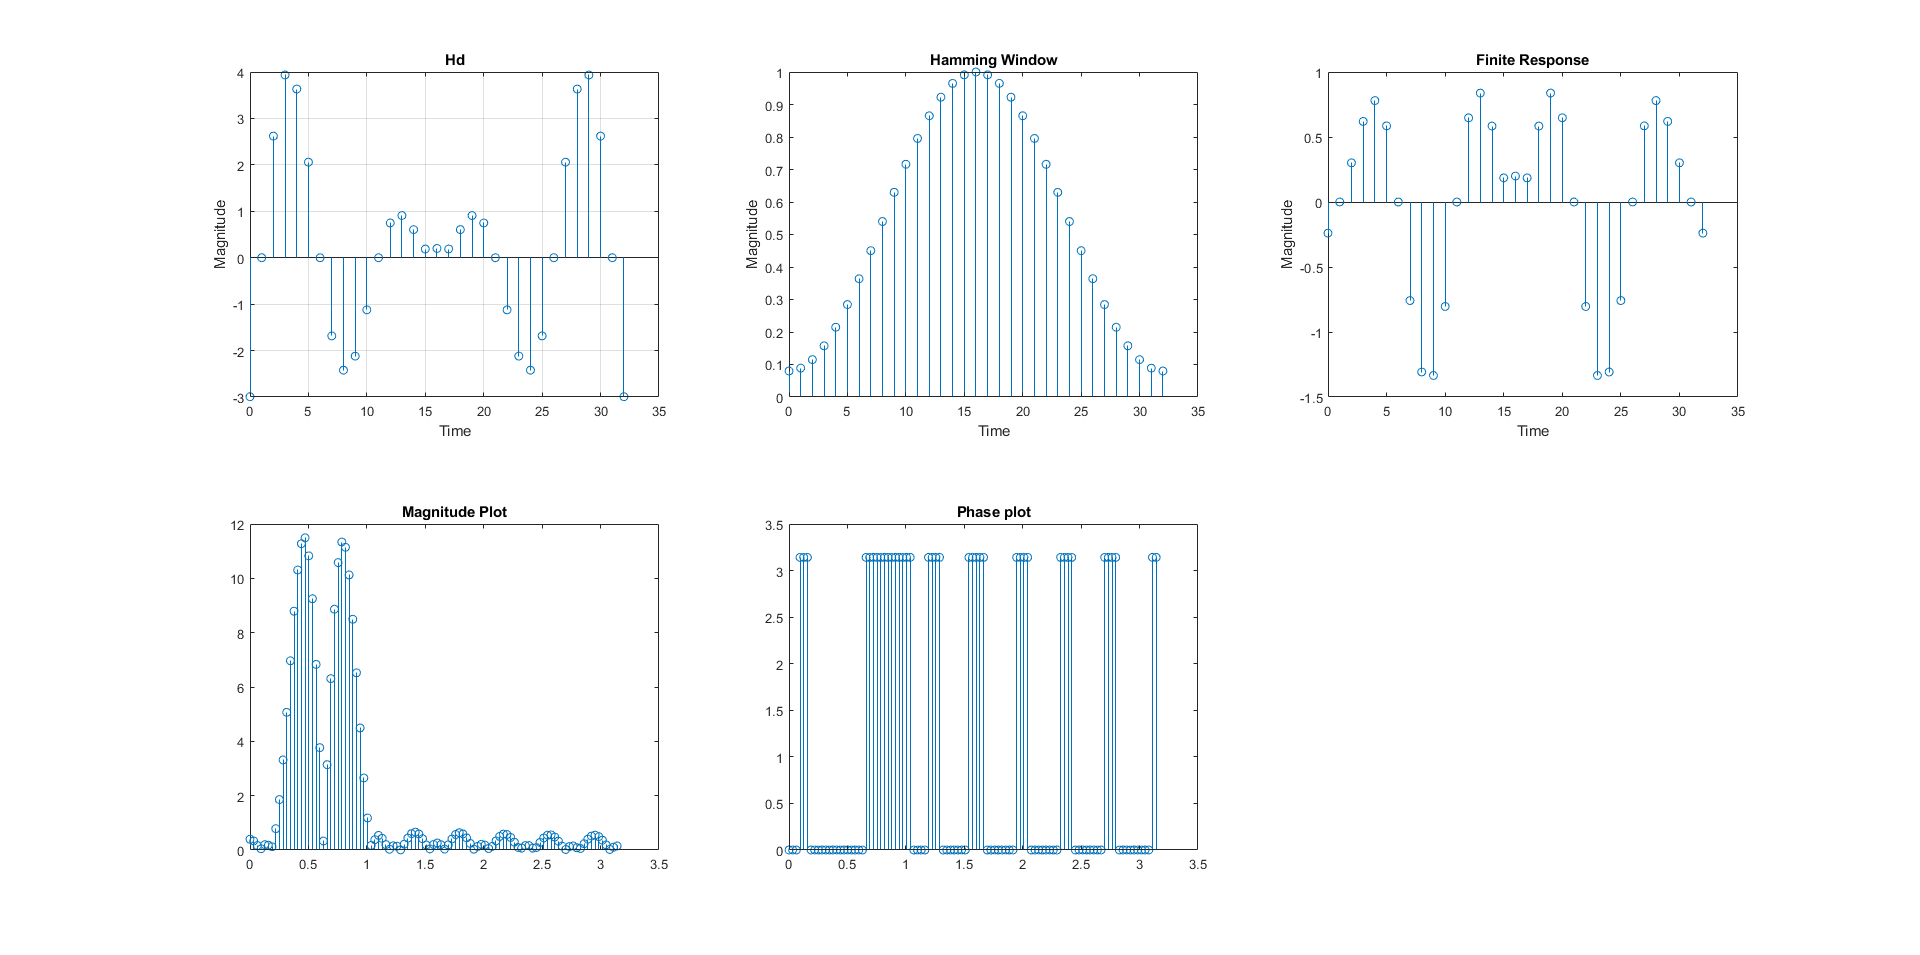 Hd
4
3
2
1
0
-1
-2
-3
Magnitude
0 5 10 15 20 25 30 35
Time
Hamming Window
1
0.9
0.8
0.7
0.6
0.5
0.4
0.3
0.2
0.1
0
Magnitude
0 5 10 15 20 25 30 35
Time
Finite Response
1
0.5
0
-0.5
-1
-1.5
Magnitude
0 5 10 15 20 25 30 35
Time
Magnitude Plot
12
10
8
6
4
2
0
0 0.5 1 1.5 2 2.5 3 3.5
Phase plot
3.5
3
2.5
2
1.5
1
0.5
0
0 0.5 1 1.5 2 2.5 3 3.5